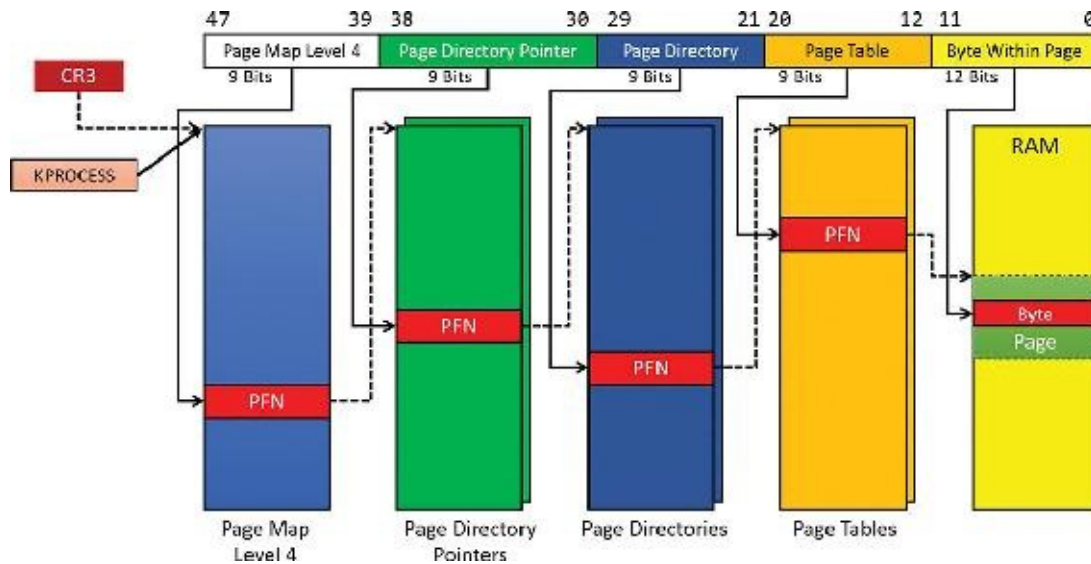 47 39 38 30 29 21 20 12 11 0
Page Map Level 4 Page Directory Pointer Page Directory Page Table Byte Within Page
9 Bits 9 Bits 9 Bits 9 Bits 12 Bits
CR3
KPROCESS
RAM
PFN
PFN
PFN
PFN
Byte
Page
Page Map
Level 4
Page Directory
Pointers
Page Directories
Page Tables